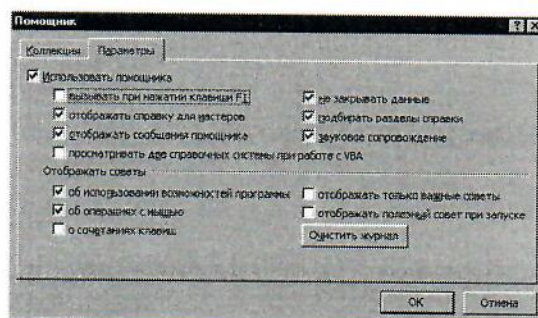 Помощник
Коллекция Параметры
Использовать помощника
вызывать при нажатии клавиши F1
не закрывать данные
отображать справку для мастеров
подбирать разделы справки
отображать сообщения помощника
звуковое сопровождение
просматривать две справочных системы при работе с VBA
Отображать советы
об использовании возможностей программы
отображать только важные советы
об операциях с мышью
отображать полезный совет при запуске
о сочетаниях клавиш
Очистить журнал
ОК Отмена